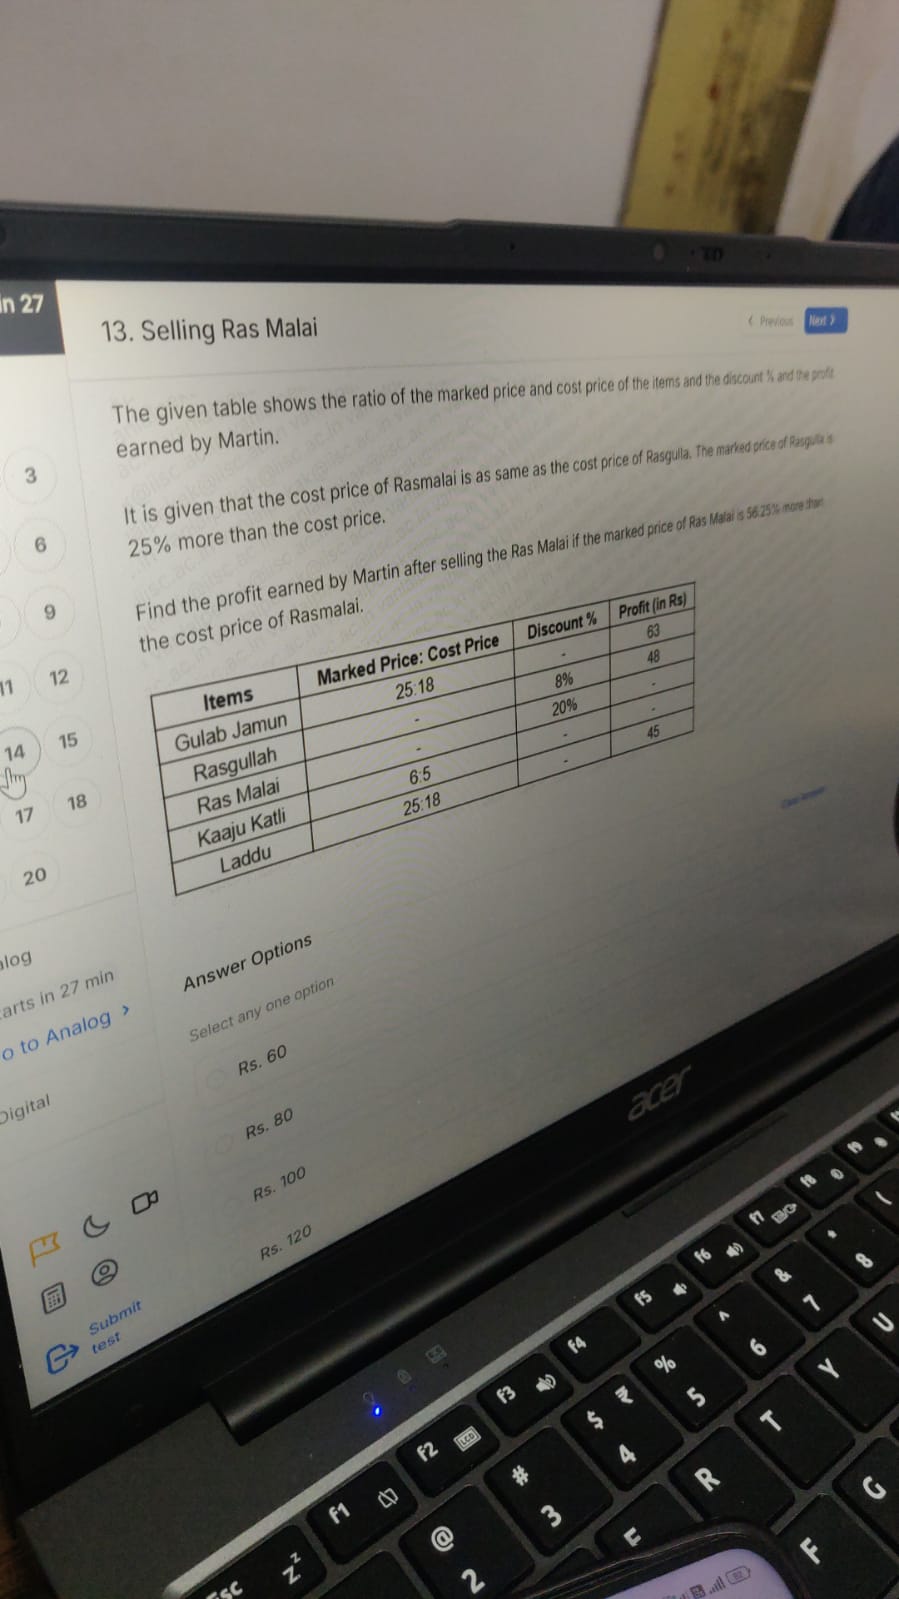 in 27
13. Selling Ras Malai
Previous
Next
The given table shows the ratio of the marked price and cost price of the items and the discount % and the profit
earned by Martin.
It is given that the cost price of Rasmalai is as same as the cost price of Rasgulla. The marked price of Rasgulla is
25% more than the cost price.
Find the profit earned by Martin after selling the Ras Malai if the marked price of Ras Malai is 56.25% more than
the cost price of Rasmalai.
Items Marked Price: Cost Price Discount % Profit (in Rs)
Gulab Jamun 25:18 - 63
Rasgullah - 8% 48
Ras Malai - 20% -
Kaaju Katli 6:5 - -
Laddu 25:18 - 45
Answer Options
Select any one option
Rs. 60
Rs. 80
Rs. 100
Rs. 120
3
6
9
11 12
14 15
17 18
20
alog
arts in 27 min
o to Analog >
Digital
Submit
test
acer
F1
F2
LCD
F3
F4
F5
F6
F7
F8
Z
@
2
#
3
$
₹
4
%
5
^
6
&
7
*
8
(
R
T
Y
U
F
G
82